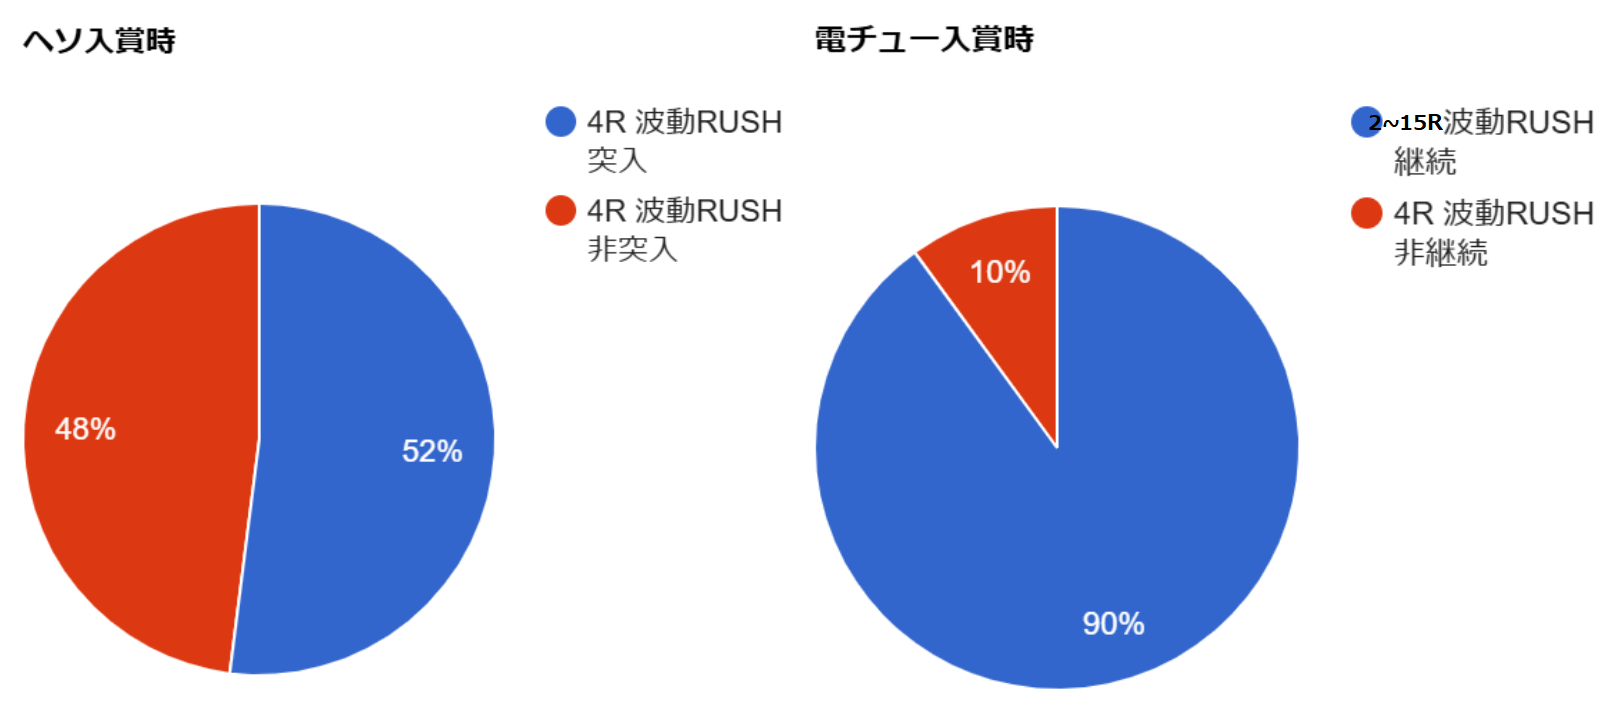 ヘソ入賞時
4R 波動RUSH
突入
4R 波動RUSH
非突入
48%
52%
電チュー入賞時
2~15R波動RUSH
継続
4R 波動RUSH
非継続
10%
90%